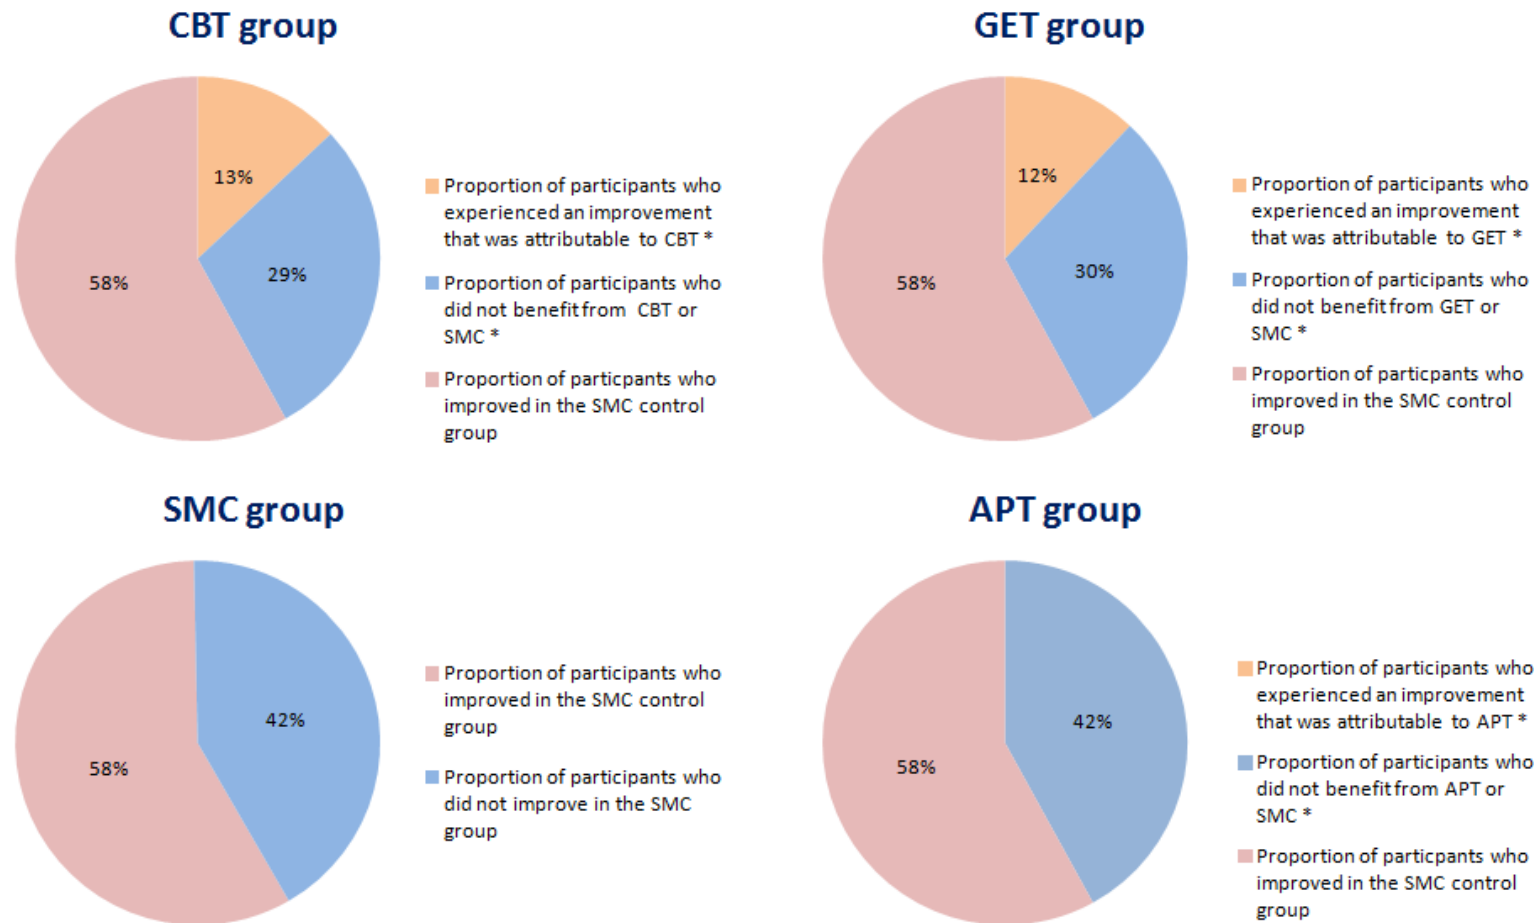 CBT group
13%
29%
58%
Proportion of participants who
experienced an improvement
that was attributable to CBT *
Proportion of participants who
did not benefit from CBT or
SMC *
Proportion of particpants who
improved in the SMC control
group
GET group
12%
30%
58%
Proportion of participants who
experienced an improvement
that was attributable to GET *
Proportion of participants who
did not benefit from GET or
SMC *
Proportion of particpants who
improved in the SMC control
group
SMC group
42%
58%
Proportion of participants who
improved in the SMC control
group
Proportion of participants who
did not improve in the SMC
group
APT group
42%
58%
Proportion of participants who
experienced an improvement
that was attributable to APT *
Proportion of participants who
did not benefit from APT or
SMC *
Proportion of particpants who
improved in the SMC control
group